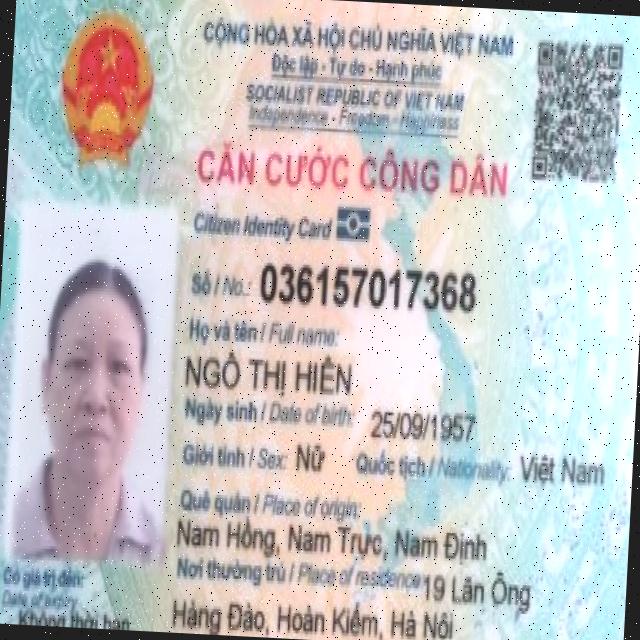 CỘNG HÒA XÃ HỘI CHỦ NGHĨA VIỆT NAM
Độc lập - Tự do - Hạnh phúc
SOCIALIST REPUBLIC OF VIET NAM
Independence - Freedom - Happiness
CĂN CƯỚC CÔNG DÂN
Citizen Identity Card
Số / No.: 036157017368
Họ và tên / Full name:
NGÔ THỊ HIÊN
Ngày sinh / Date of birth: 25/09/1957
Giới tính / Sex: Nữ Quốc tịch / Nationality: Việt Nam
Quê quán / Place of origin:
Nam Hồng, Nam Trực, Nam Định
Nơi thường trú / Place of residence 19 Lãn Ông
Hàng Đào, Hoàn Kiếm, Hà Nội
Có giá trị đến:
Date of expiry
Không thời hạn